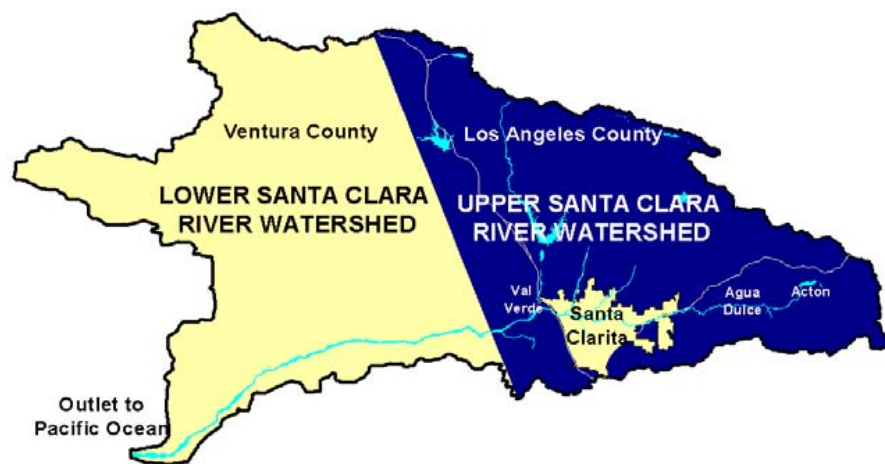 Ventura County
Los Angeles County
LOWER SANTA CLARA
RIVER WATERSHED
UPPER SANTA CLARA
RIVER WATERSHED
Val
Verde
Santa
Clarita
Agua
Dulce
Acton
Outlet to
Pacific Ocean